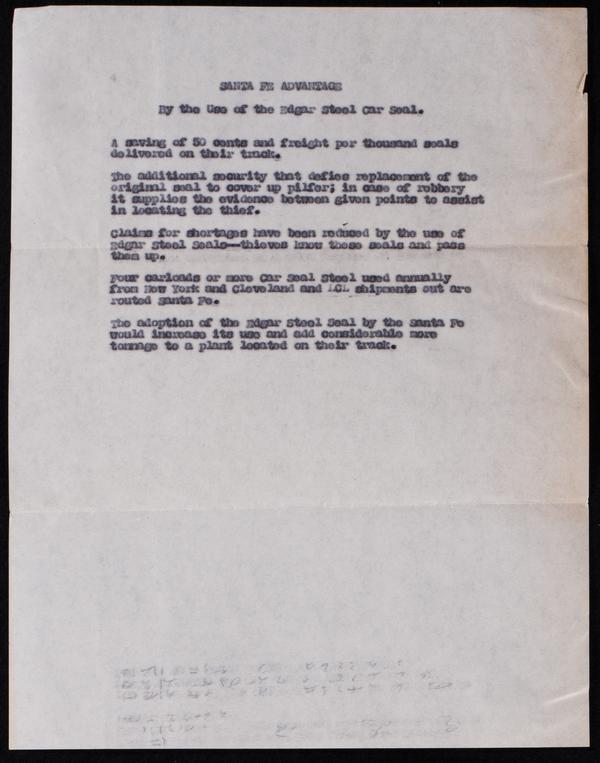 SANTA FE ADVANTAGE
By the Use of the Edgar Steel Car Seal.
A saving of 50 cents and freight per thousand seals
delivered on their track.
The additional security that defies replacement of the
original seal to cover up pilfer; in case of robbery
it supplies the evidence between given points to assist
in locating the thief.
Claims for shortages have been reduced by the use of
Edgar Steel Seals--thieves know these seals and pass
them up.
Four carloads or more Car Seal Steel used annually
from New York and Cleveland and LCL shipments out are
routed Santa Fe.
The adoption of the Edgar Steel Seal by the Santa Fe
would increase its use and add considerable more
tonnage to a plant located on their track.